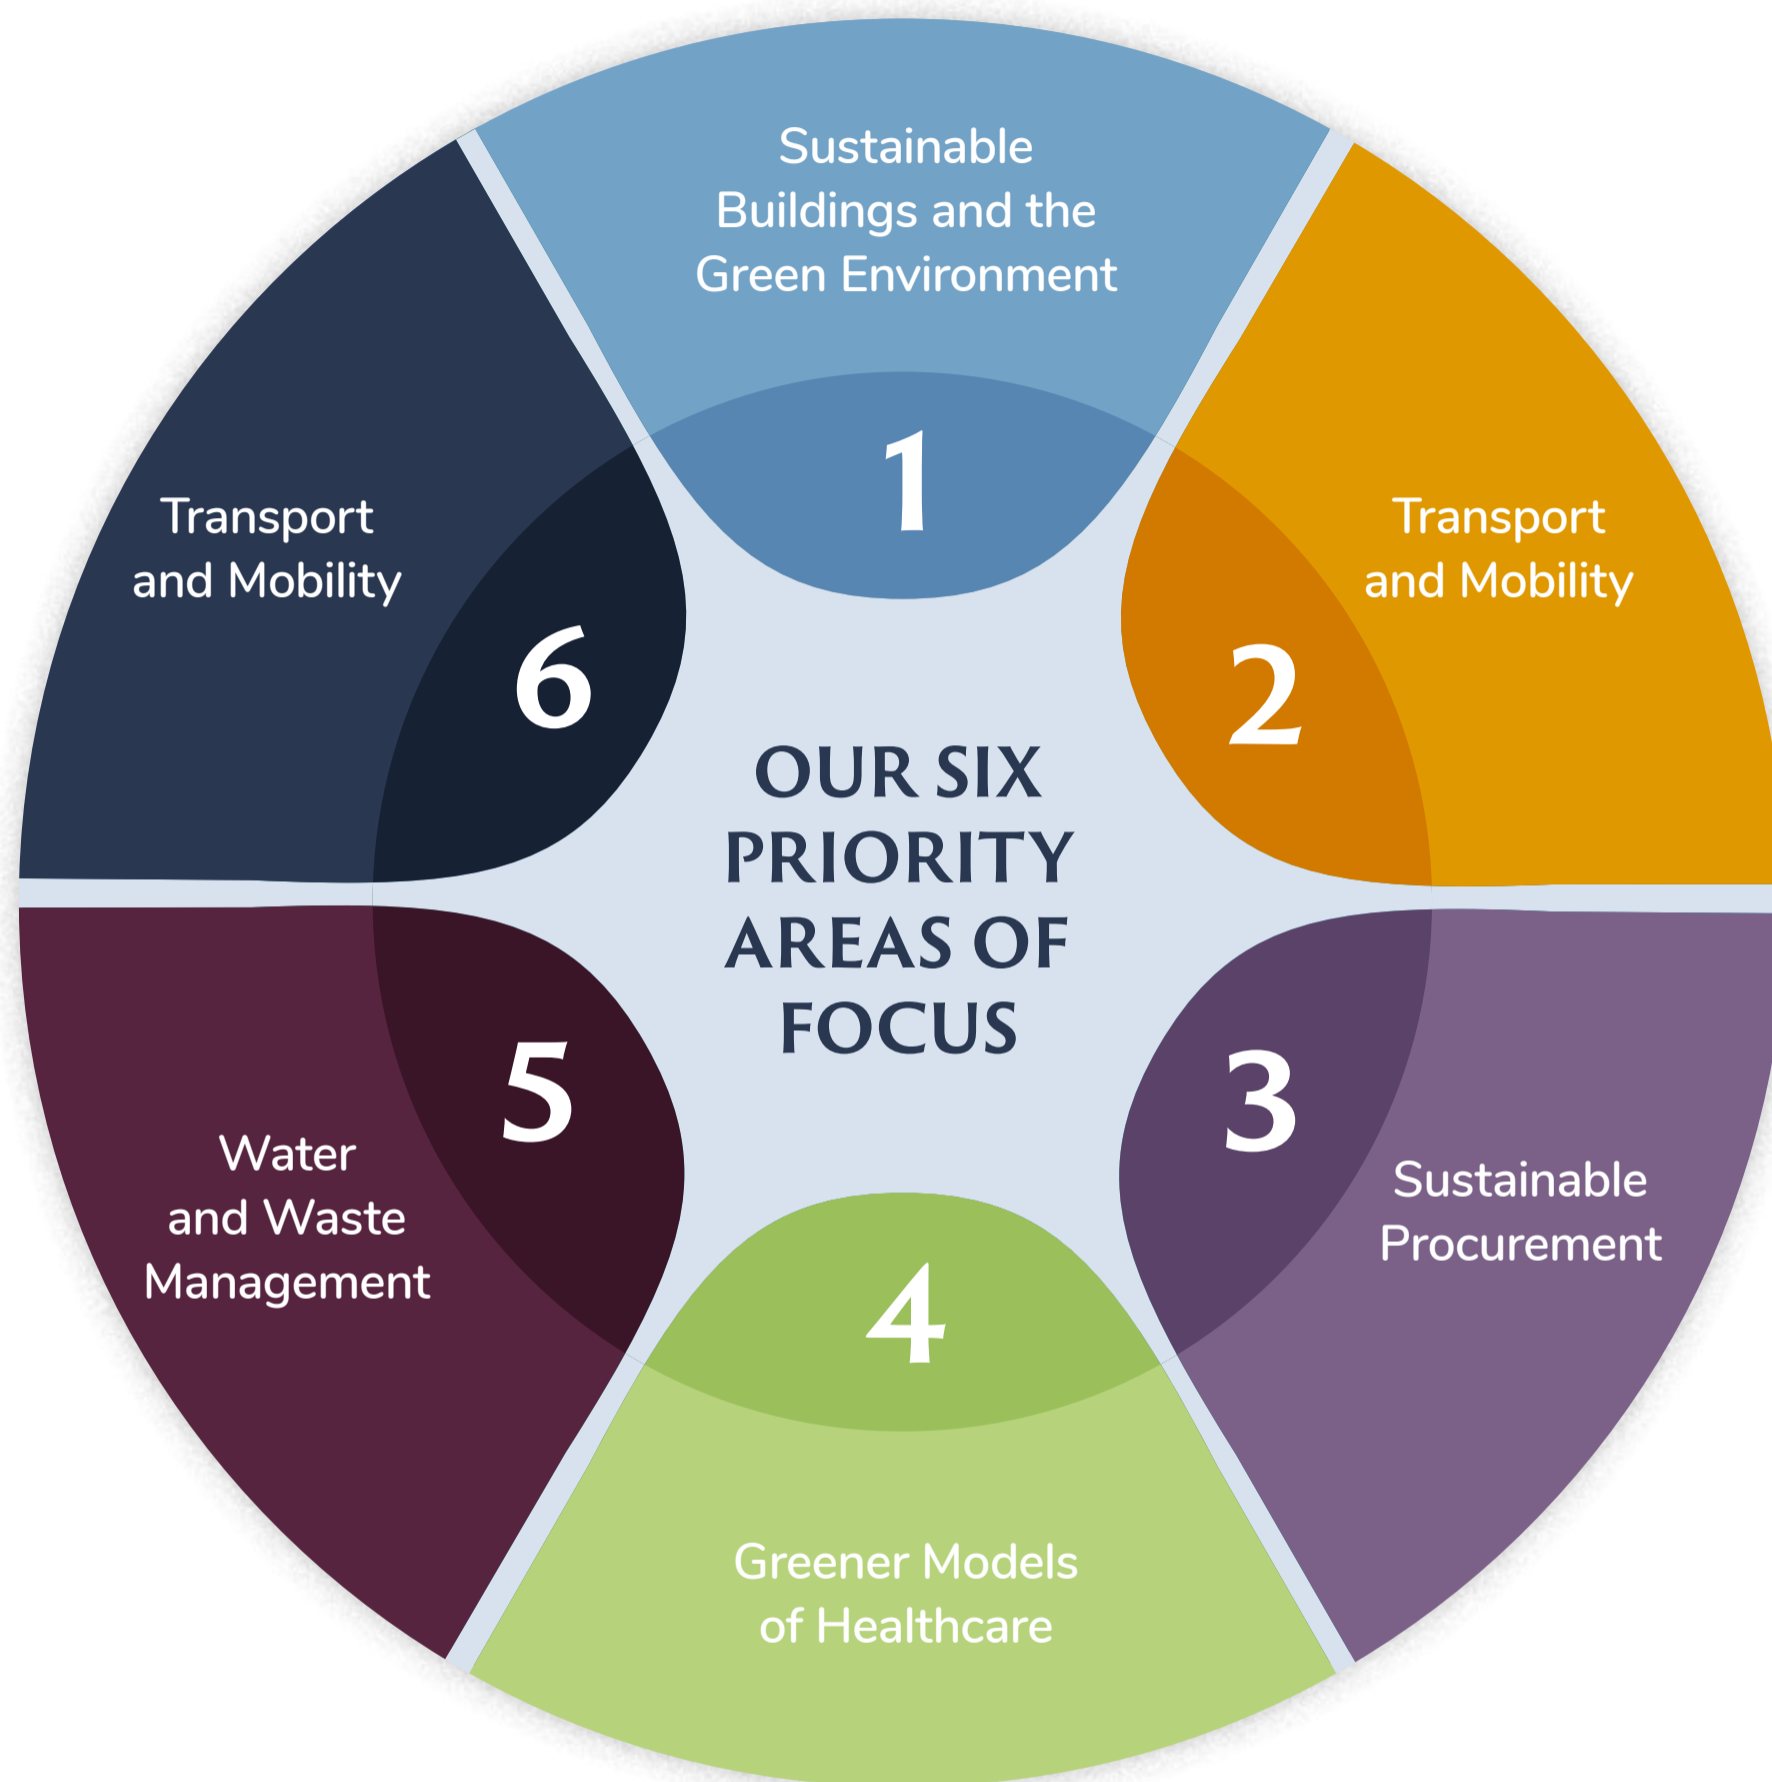 Sustainable
Buildings and the
Green Environment
1
Transport
and Mobility
2
3
Sustainable
Procurement
4
Greener Models
of Healthcare
5
Water
and Waste
Management
6
Transport
and Mobility
OUR SIX
PRIORITY
AREAS OF
FOCUS